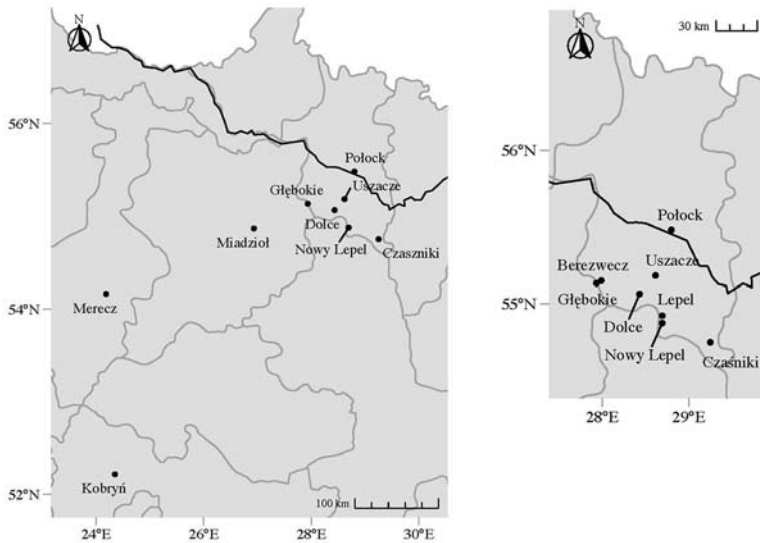 N
56°N
54°N
52°N
24°E
26°E
28°E
30°E
Połock
Uszacze
Głębokie
Dolce
Miadzioł
Nowy Lepel
Czaszniki
Merecz
Kobryń
100 km
30 km
N
56°N
55°N
28°E
29°E
Połock
Uszacze
Berezwecz
Głębokie
Lepel
Dolce
Nowy Lepel
Czaśniki